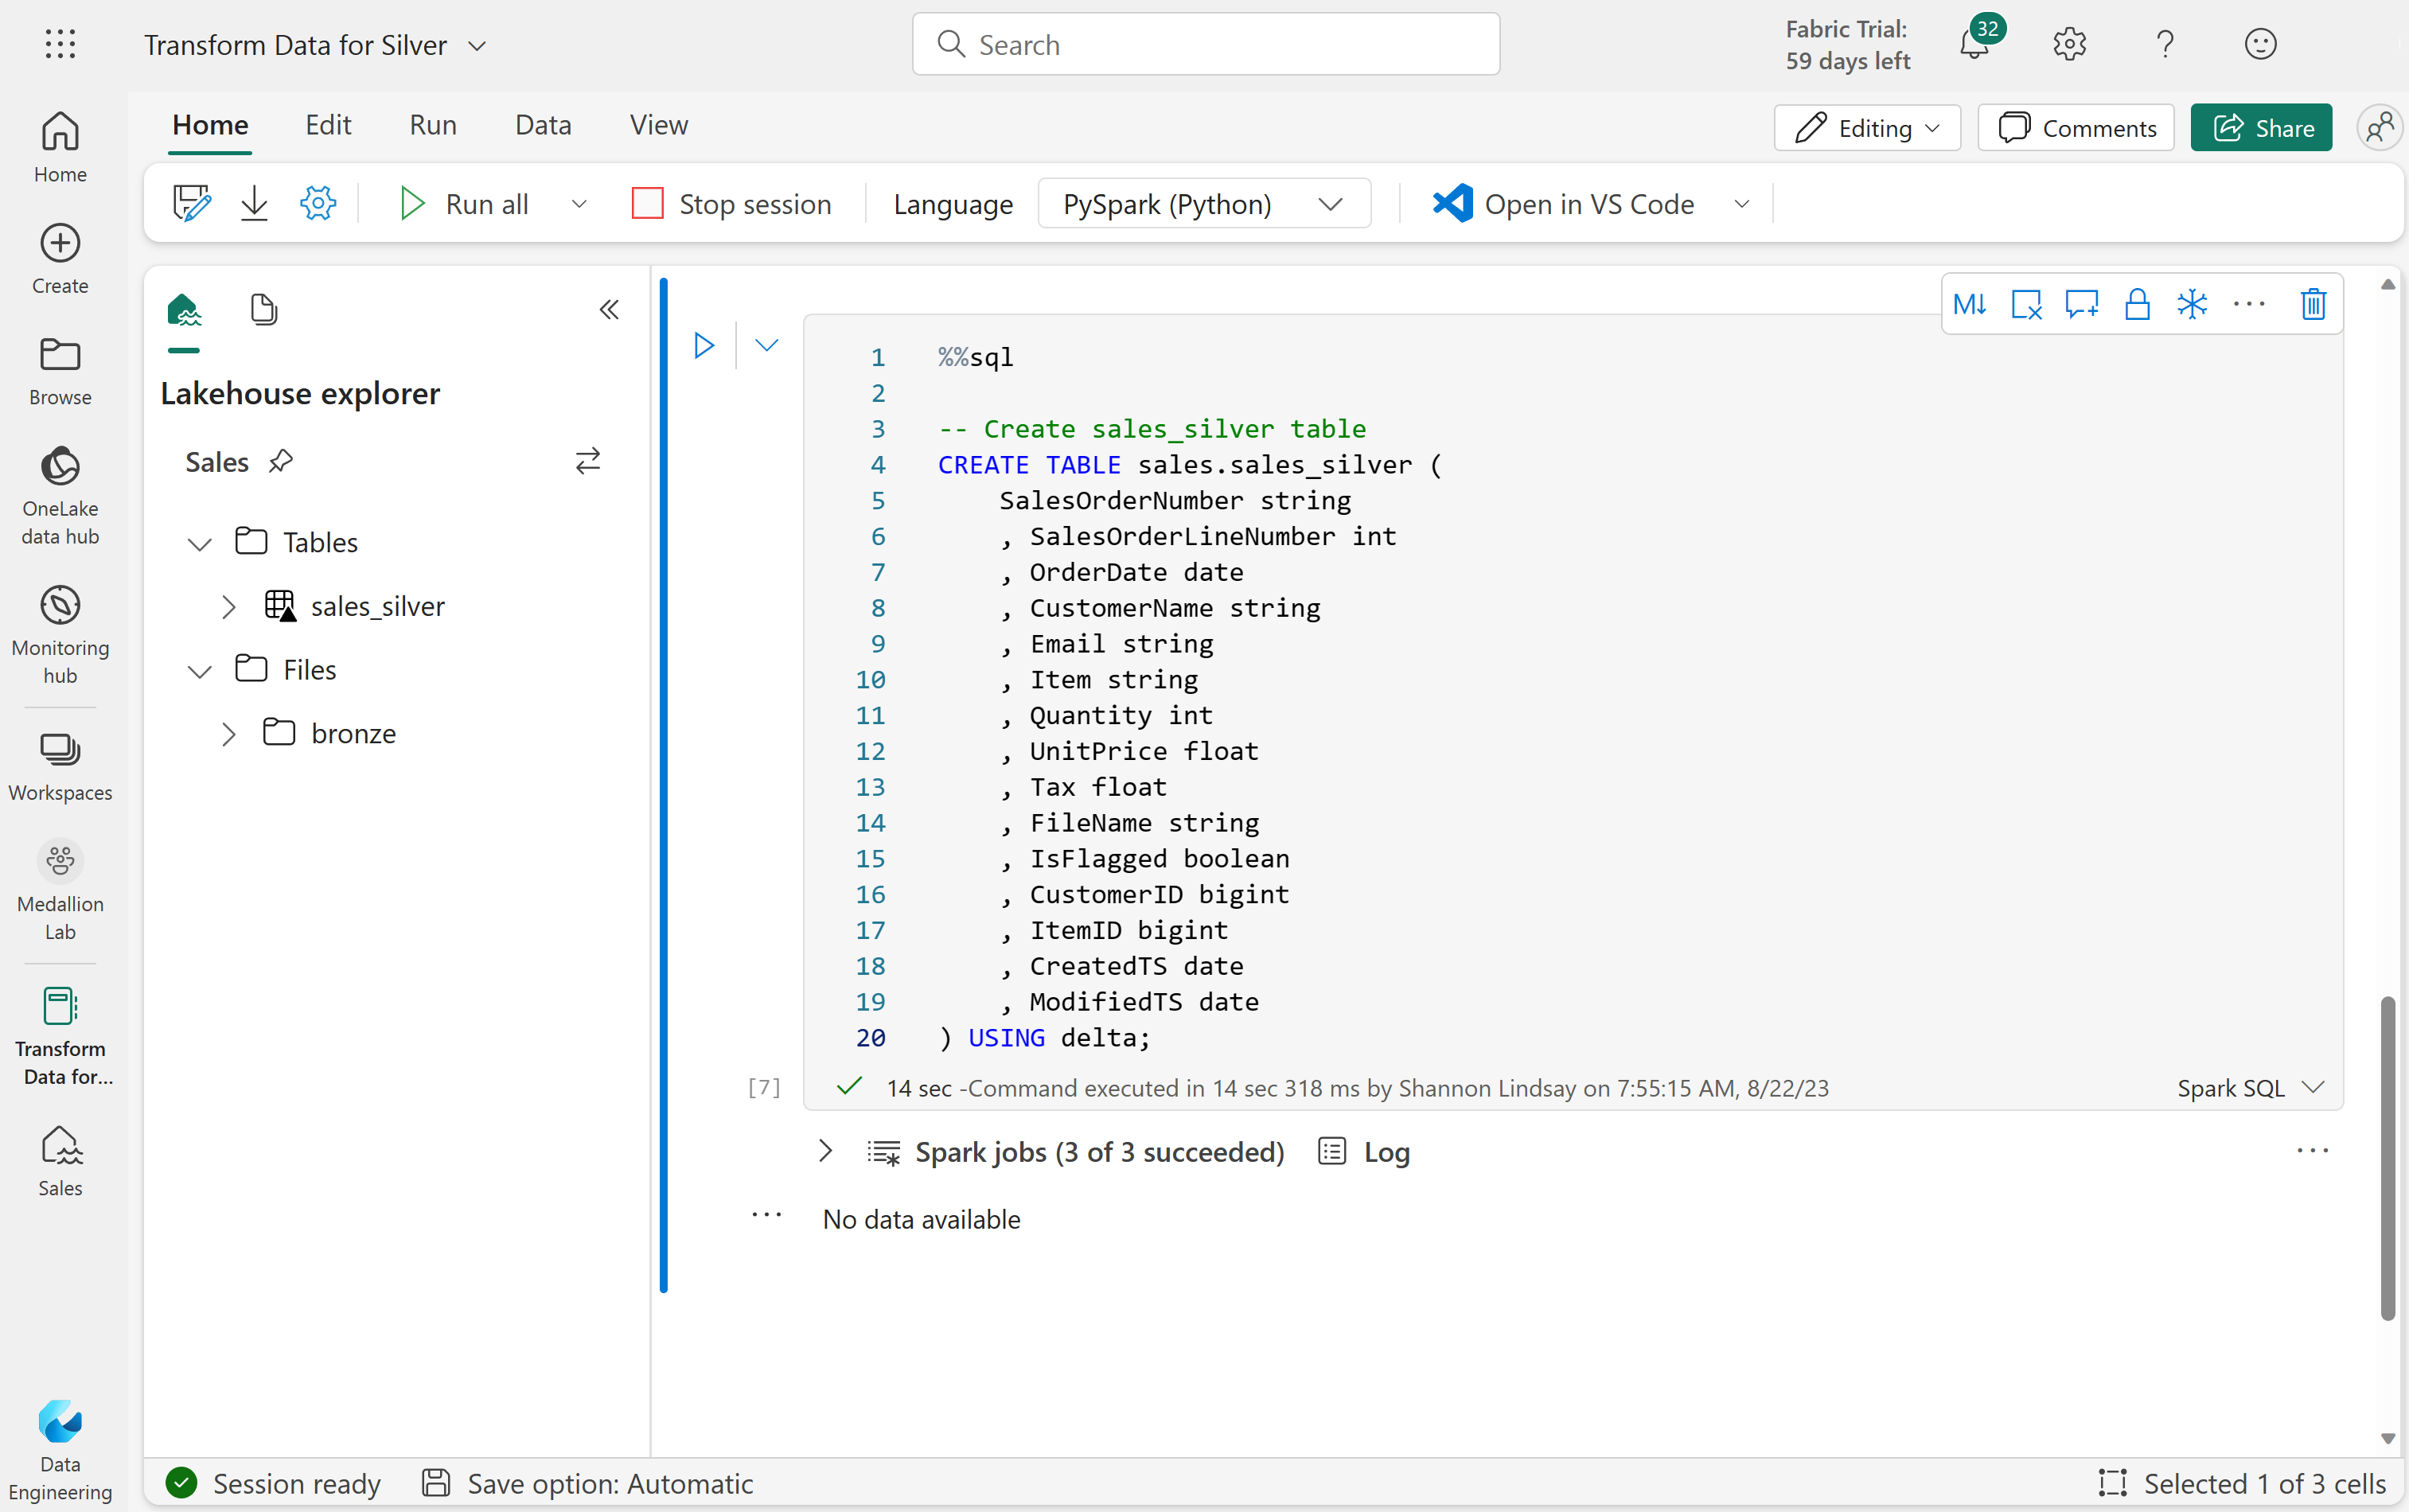 Transform Data for Silver
Search
Fabric Trial:
59 days left
32
Home
Edit
Run
Data
View
Editing
Comments
Share
Run all
Stop session
Language
PySpark (Python)
Open in VS Code
Home
Create
Browse
OneLake
data hub
Monitoring
hub
Workspaces
Medallion
Lab
Transform
Data for...
Sales
Data
Engineering
Lakehouse explorer
Sales
Tables
sales_silver
Files
bronze
M↓
1 %%sql
2
3 -- Create sales_silver table
4 CREATE TABLE sales.sales_silver (
5 SalesOrderNumber string
6 , SalesOrderLineNumber int
7 , OrderDate date
8 , CustomerName string
9 , Email string
10 , Item string
11 , Quantity int
12 , UnitPrice float
13 , Tax float
14 , FileName string
15 , IsFlagged boolean
16 , CustomerID bigint
17 , ItemID bigint
18 , CreatedTS date
19 , ModifiedTS date
20 ) USING delta;
[7]
14 sec -Command executed in 14 sec 318 ms by Shannon Lindsay on 7:55:15 AM, 8/22/23
Spark SQL
Spark jobs (3 of 3 succeeded)
Log
No data available
Session ready
Save option: Automatic
Selected 1 of 3 cells